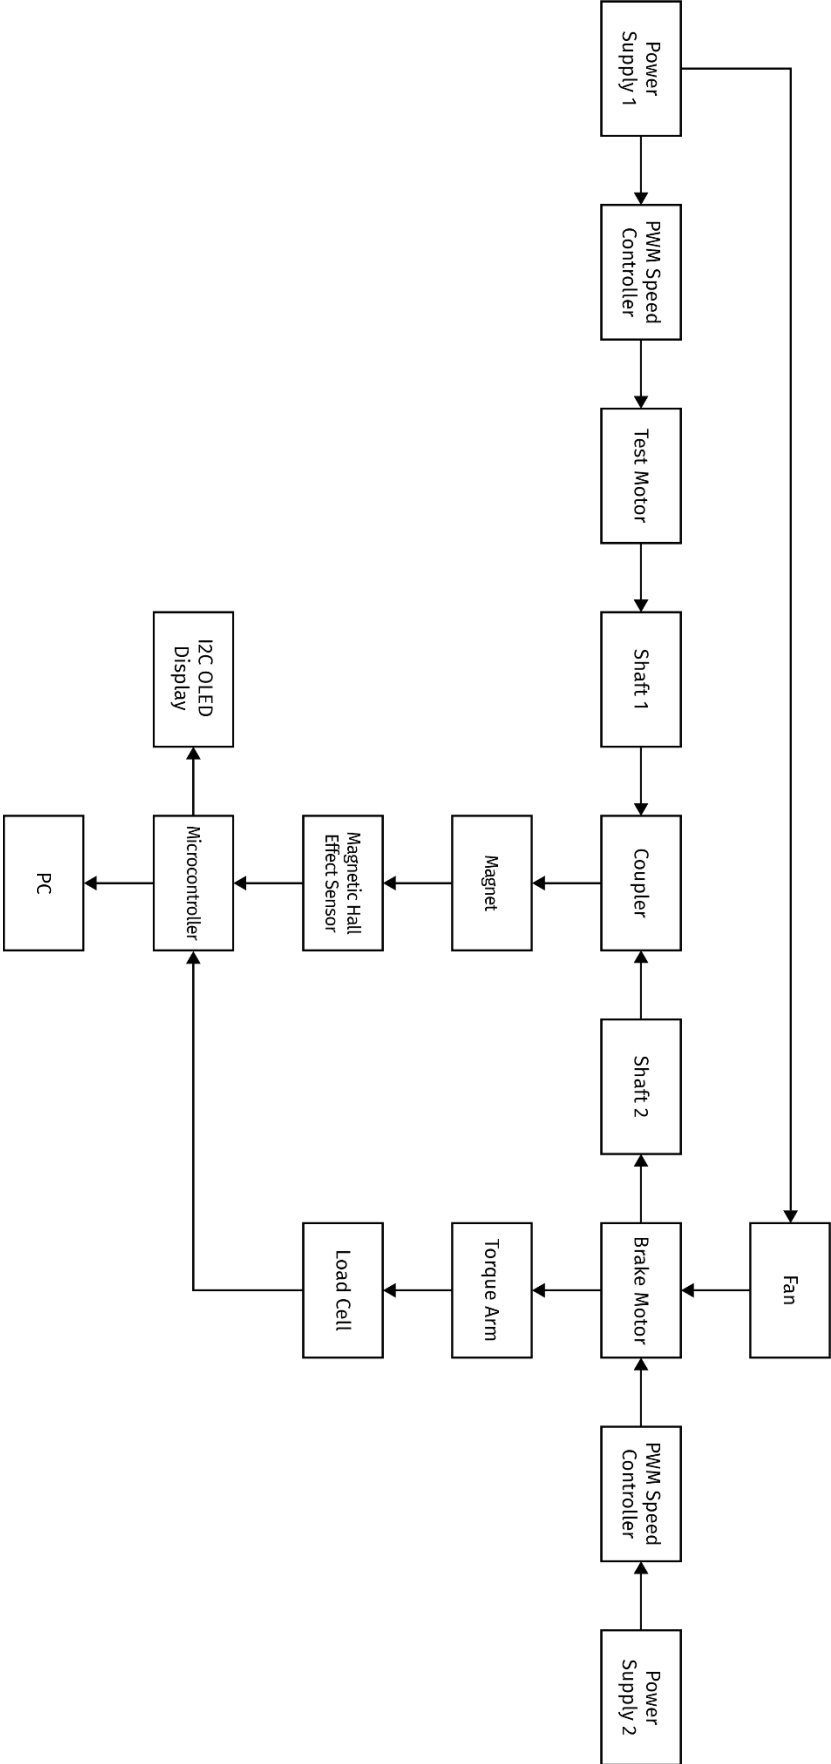 Fan
Power
Supply 1
PWM Speed
Controller
Test Motor
Shaft 1
Coupler
Shaft 2
Brake Motor
PWM Speed
Controller
Power
Supply 2
Magnet
Torque Arm
Magnetic Hall
Effect Sensor
Load Cell
I2C OLED
Display
Microcontroller
PC